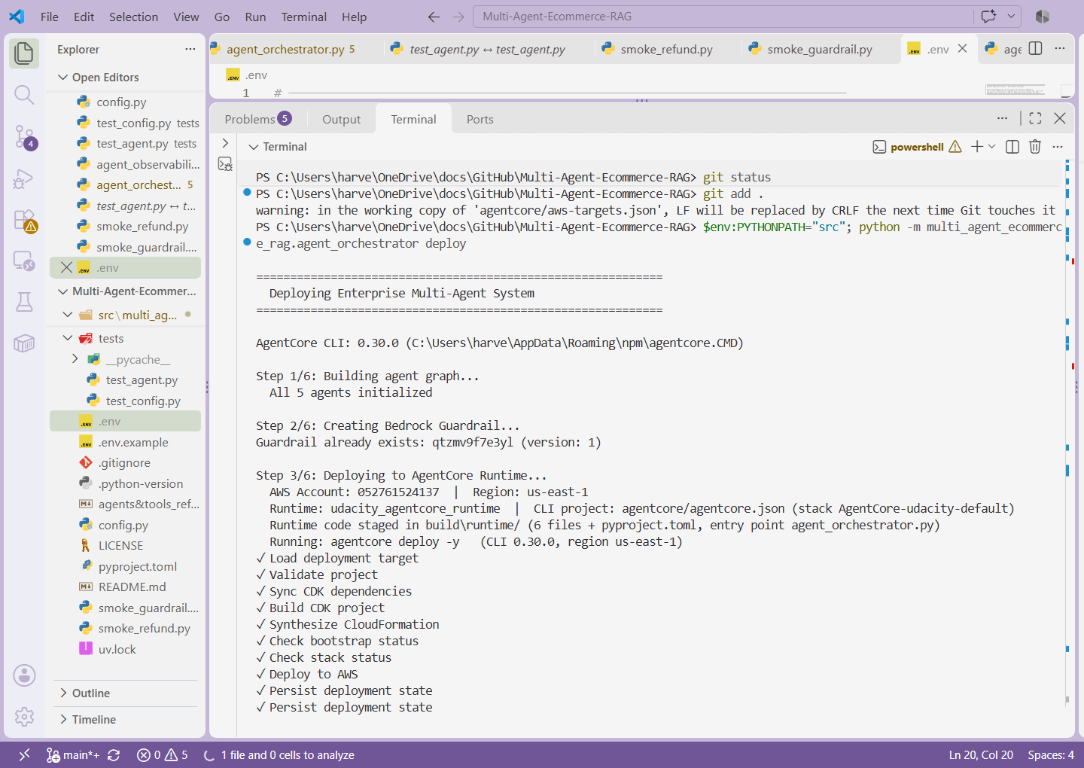 File Edit Selection View Go Run Terminal Help
Multi-Agent-Ecommerce-RAG
Explorer
agent_orchestrator.py 5
test_agent.py ↔ test_agent.py
smoke_refund.py
smoke_guardrail.py
.env
age
Open Editors
config.py
test_config.py tests
test_agent.py tests
agent_observabili...
agent_orchest... 5
test_agent.py ↔ t...
smoke_refund.py
smoke_guardrail....
.env
Multi-Agent-Ecommer...
src\multi_ag...
tests
__pycache__
test_agent.py
test_config.py
.env
.env.example
.gitignore
.python-version
agents&tools_ref...
config.py
LICENSE
pyproject.toml
README.md
smoke_guardrail....
smoke_refund.py
uv.lock
Outline
Timeline
4
.env
1 #
Problems 5 Output Terminal Ports
Terminal
powershell
PS C:\Users\harve\OneDrive\docs\GitHub\Multi-Agent-Ecommerce-RAG> git status
PS C:\Users\harve\OneDrive\docs\GitHub\Multi-Agent-Ecommerce-RAG> git add .
warning: in the working copy of 'agentcore/aws-targets.json', LF will be replaced by CRLF the next time Git touches it
PS C:\Users\harve\OneDrive\docs\GitHub\Multi-Agent-Ecommerce-RAG> $env:PYTHONPATH="src"; python -m multi_agent_ecommerc
e_rag.agent_orchestrator deploy
============================================================
Deploying Enterprise Multi-Agent System
============================================================
AgentCore CLI: 0.30.0 (C:\Users\harve\AppData\Roaming\npm\agentcore.CMD)
Step 1/6: Building agent graph...
All 5 agents initialized
Step 2/6: Creating Bedrock Guardrail...
Guardrail already exists: qtzmv9f7e3yl (version: 1)
Step 3/6: Deploying to AgentCore Runtime...
AWS Account: 052761524137 | Region: us-east-1
Runtime: udacity_agentcore_runtime | CLI project: agentcore/agentcore.json (stack AgentCore-udacity-default)
Runtime code staged in build\runtime/ (6 files + pyproject.toml, entry point agent_orchestrator.py)
Running: agentcore deploy -y (CLI 0.30.0, region us-east-1)
✓ Load deployment target
✓ Validate project
✓ Sync CDK dependencies
✓ Build CDK project
✓ Synthesize CloudFormation
✓ Check bootstrap status
✓ Check stack status
✓ Deploy to AWS
✓ Persist deployment state
✓ Persist deployment state
main*+ 0 5 1 file and 0 cells to analyze Ln 20, Col 20 Spaces: 4